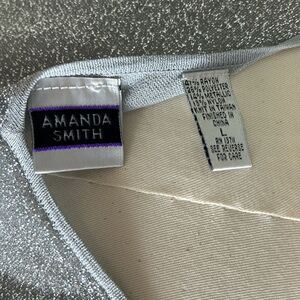 AMANDA
SMITH
RAYON
POLYESTER
METALLIC
NYLON
KNIT IN TAIWAN
FINISHED IN
CHINA
L
RN
SEE REVERSE
FOR CARE